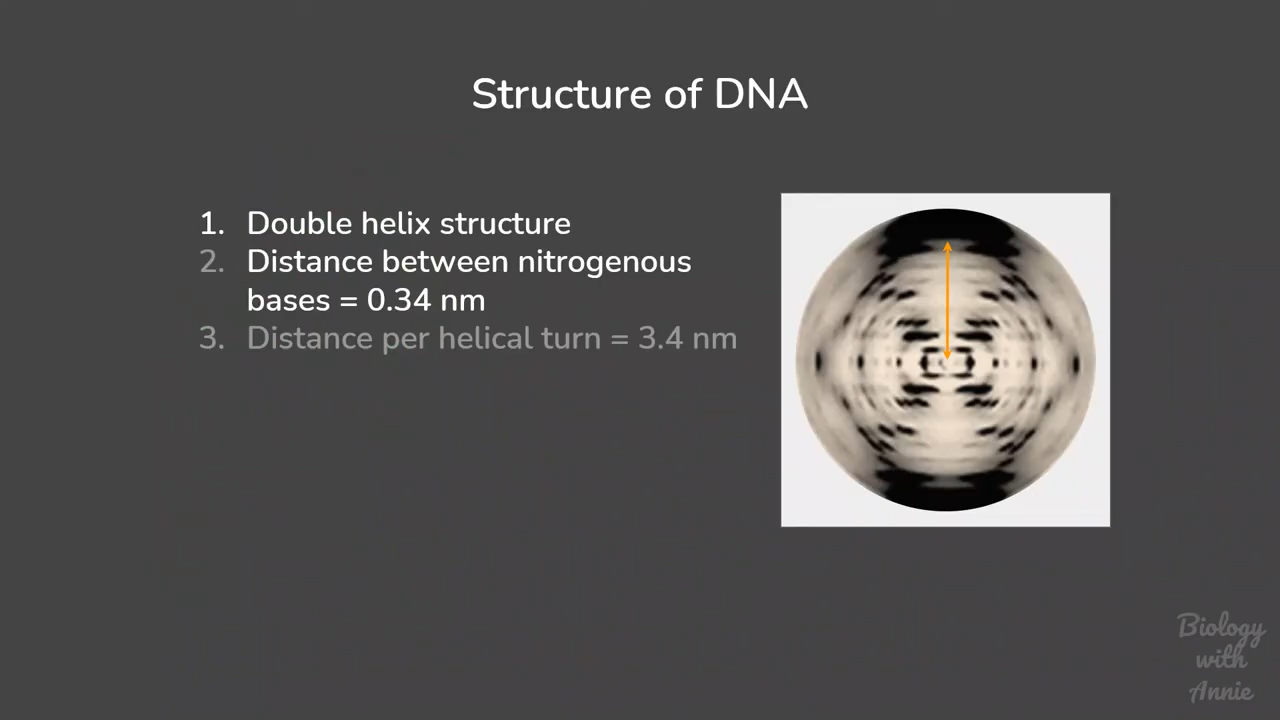 Structure of DNA
1. Double helix structure
2. Distance between nitrogenous
bases = 0.34 nm
3. Distance per helical turn = 3.4 nm
Biology
with
Annie